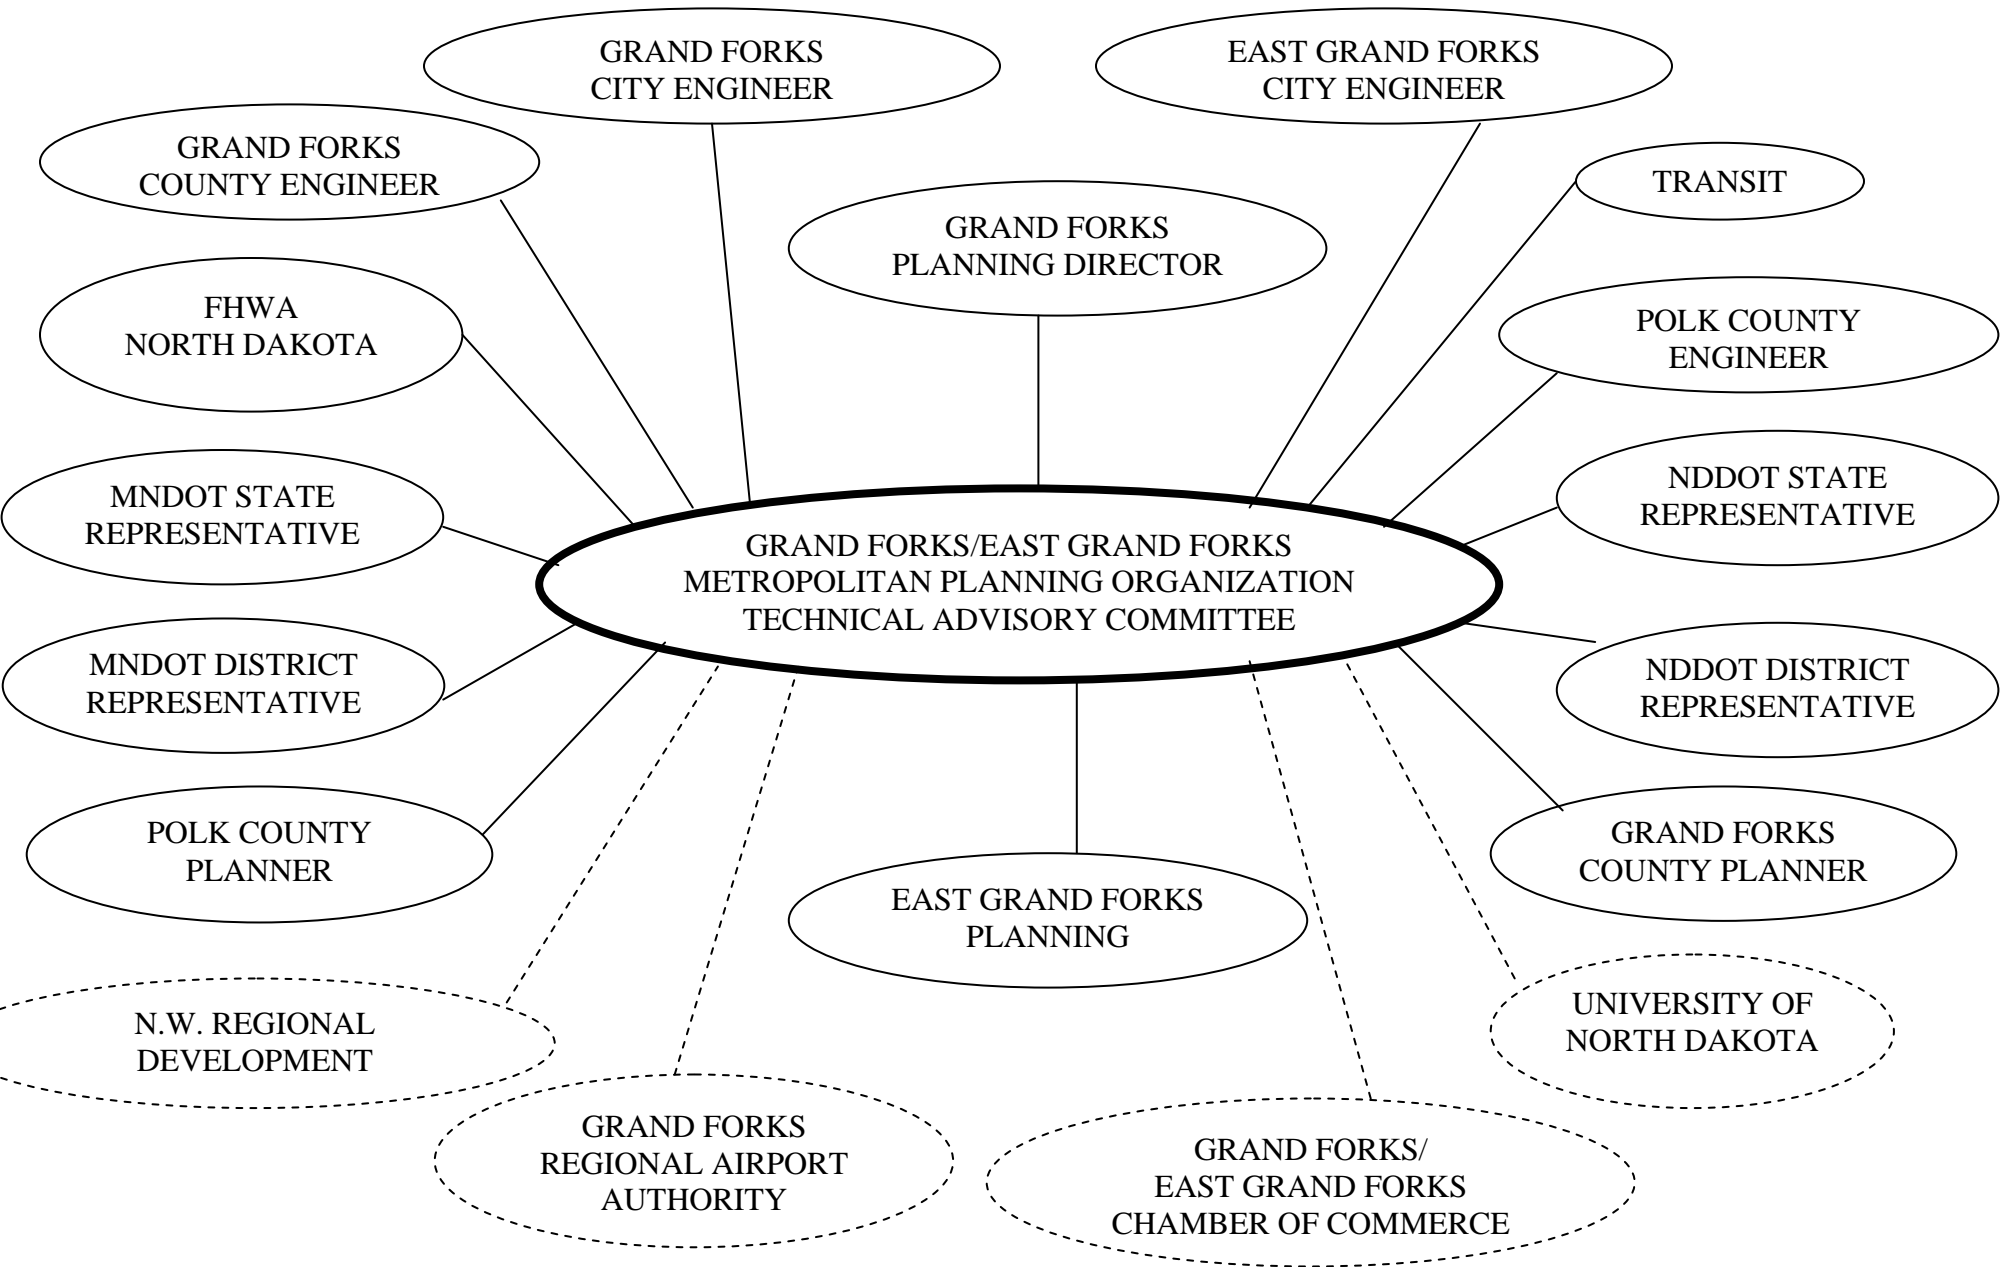 GRAND FORKS
CITY ENGINEER
EAST GRAND FORKS
CITY ENGINEER
GRAND FORKS
COUNTY ENGINEER
TRANSIT
GRAND FORKS
PLANNING DIRECTOR
FHWA
NORTH DAKOTA
POLK COUNTY
ENGINEER
MNDOT STATE
REPRESENTATIVE
NDDOT STATE
REPRESENTATIVE
GRAND FORKS/EAST GRAND FORKS
METROPOLITAN PLANNING ORGANIZATION
TECHNICAL ADVISORY COMMITTEE
MNDOT DISTRICT
REPRESENTATIVE
NDDOT DISTRICT
REPRESENTATIVE
POLK COUNTY
PLANNER
GRAND FORKS
COUNTY PLANNER
EAST GRAND FORKS
PLANNING
N.W. REGIONAL
DEVELOPMENT
UNIVERSITY OF
NORTH DAKOTA
GRAND FORKS
REGIONAL AIRPORT
AUTHORITY
GRAND FORKS/
EAST GRAND FORKS
CHAMBER OF COMMERCE